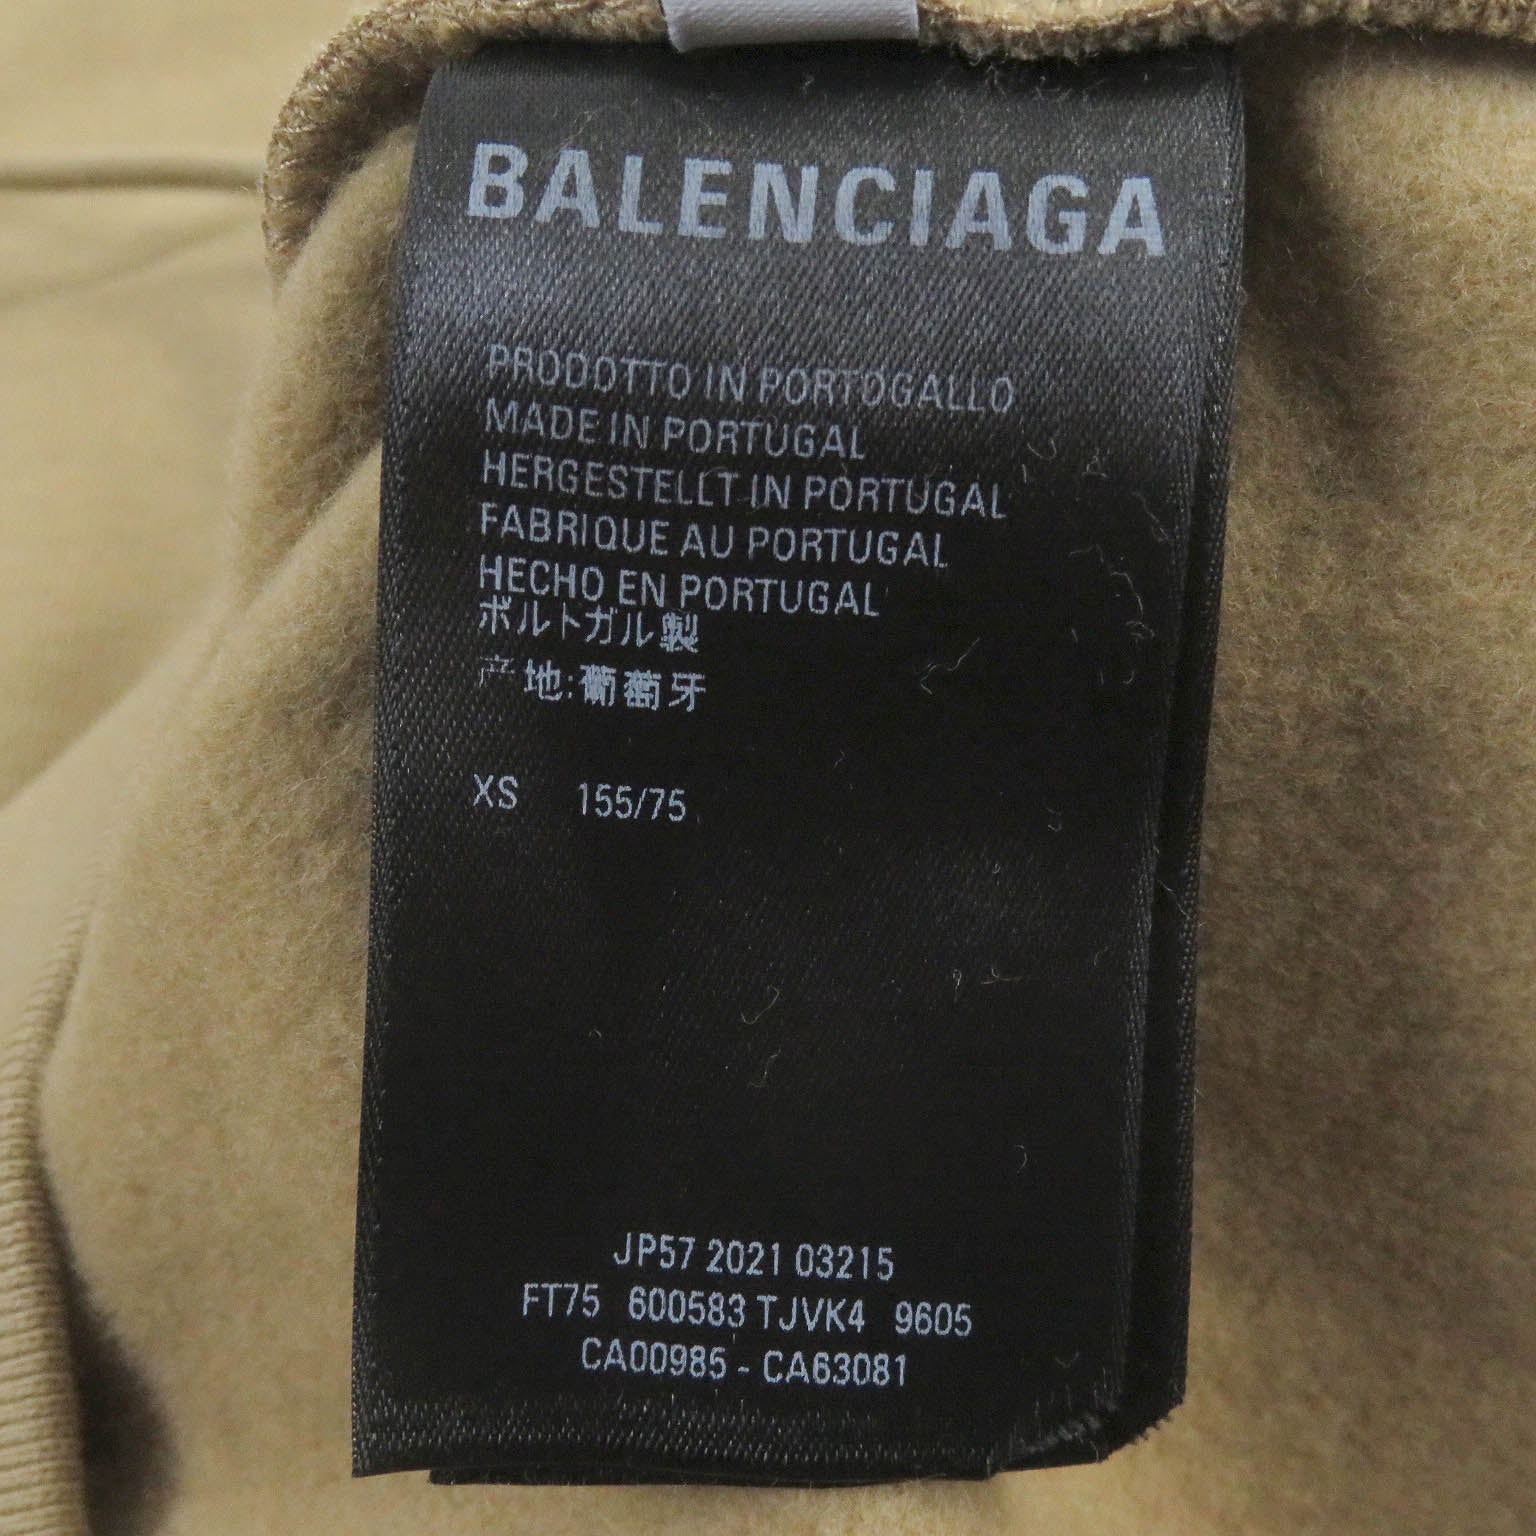 BALENCIAGA
PRODOTTO IN PORTOGALLO
MADE IN PORTUGAL
HERGESTELLT IN PORTUGAL
FABRIQUE AU PORTUGAL
HECHO EN PORTUGAL
ポルトガル製
产地:葡萄牙
XS 155/75
JP57 2021 03215
FT75 600583 TJVK4 9605
CA00985 - CA63081